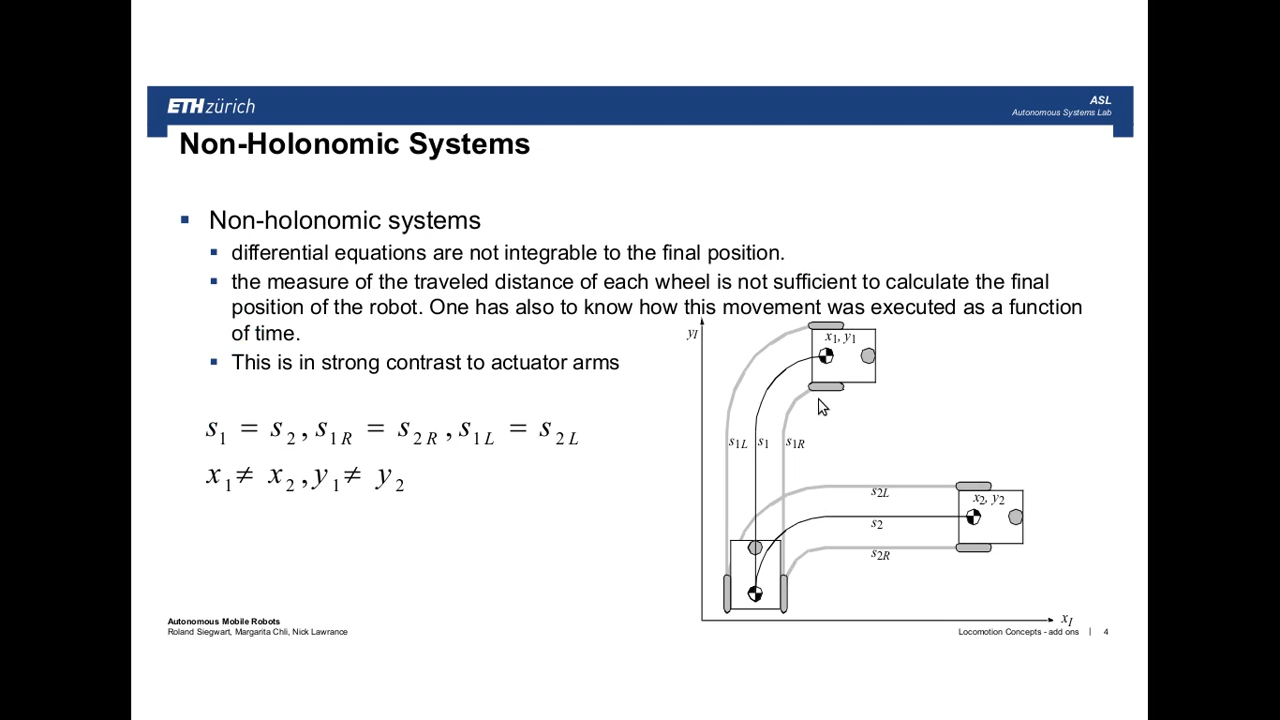 ETH zürich
ASL
Autonomous Systems Lab
Non-Holonomic Systems
Non-holonomic systems
differential equations are not integrable to the final position.
the measure of the traveled distance of each wheel is not sufficient to calculate the final
position of the robot. One has also to know how this movement was executed as a function
of time.
This is in strong contrast to actuator arms
s₁ = s₂ , s₁R = s₂R , s₁L = s₂L
x₁ ≠ x₂ , y₁ ≠ y₂
yI
x₁, y₁
s₁L s₁ s₁R
s₂L
x₂, y₂
s₂
s₂R
xI
Autonomous Mobile Robots
Roland Siegwart, Margarita Chli, Nick Lawrance
Locomotion Concepts - add ons | 4